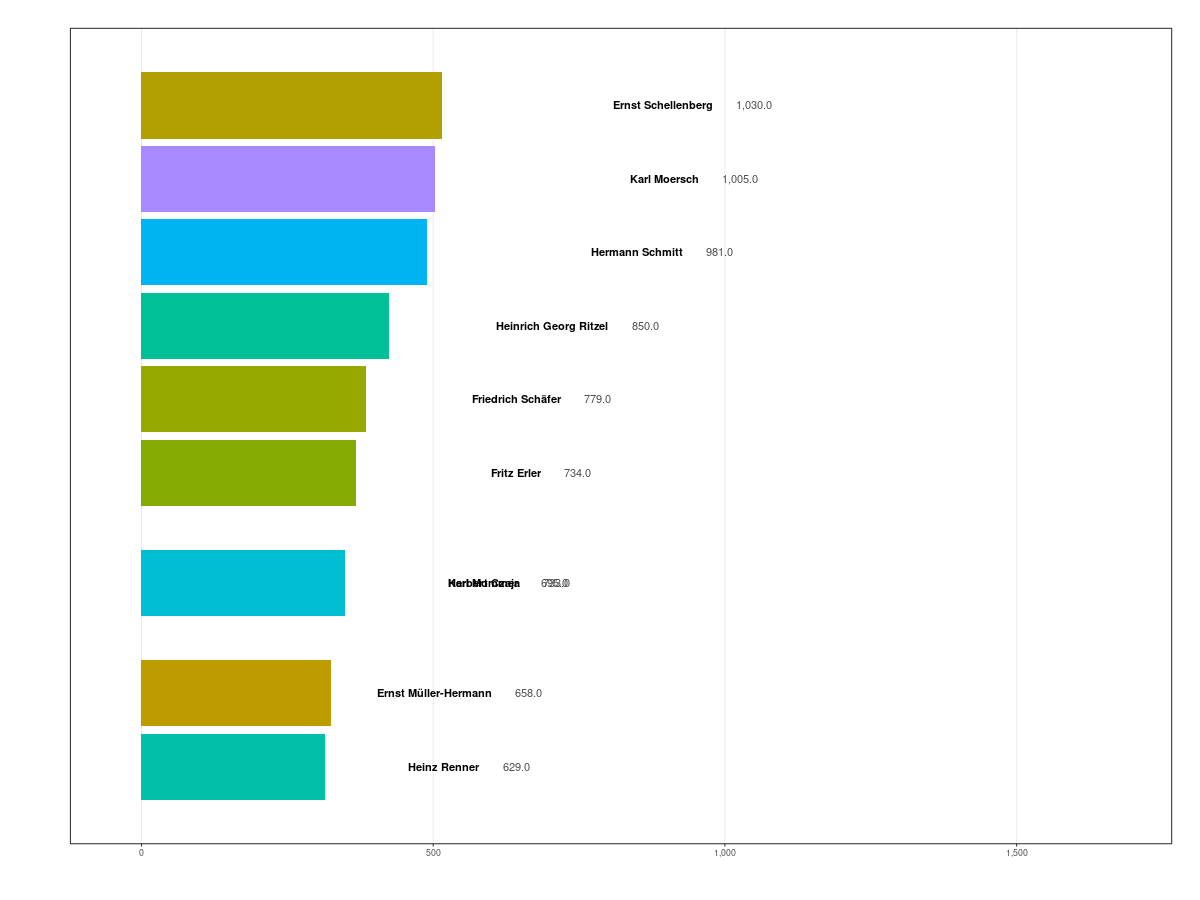 Ernst Schellenberg 1,030.0
Karl Moersch 1,005.0
Hermann Schmitt 981.0
Heinrich Georg Ritzel 850.0
Friedrich Schäfer 779.0
Fritz Erler 734.0
Ernst Müller-Hermann 658.0
Heinz Renner 629.0
0 500 1,000 1,500